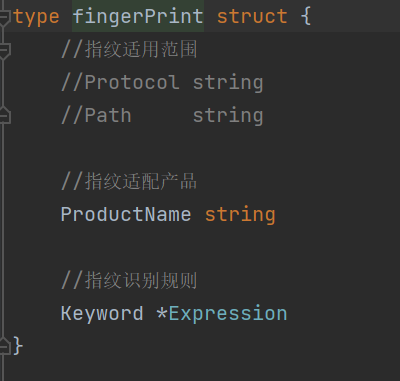 type fingerPrint struct {
//指纹适用范围
//Protocol string
//Path     string
//指纹适配产品
ProductName string
//指纹识别规则
Keyword *Expression
}